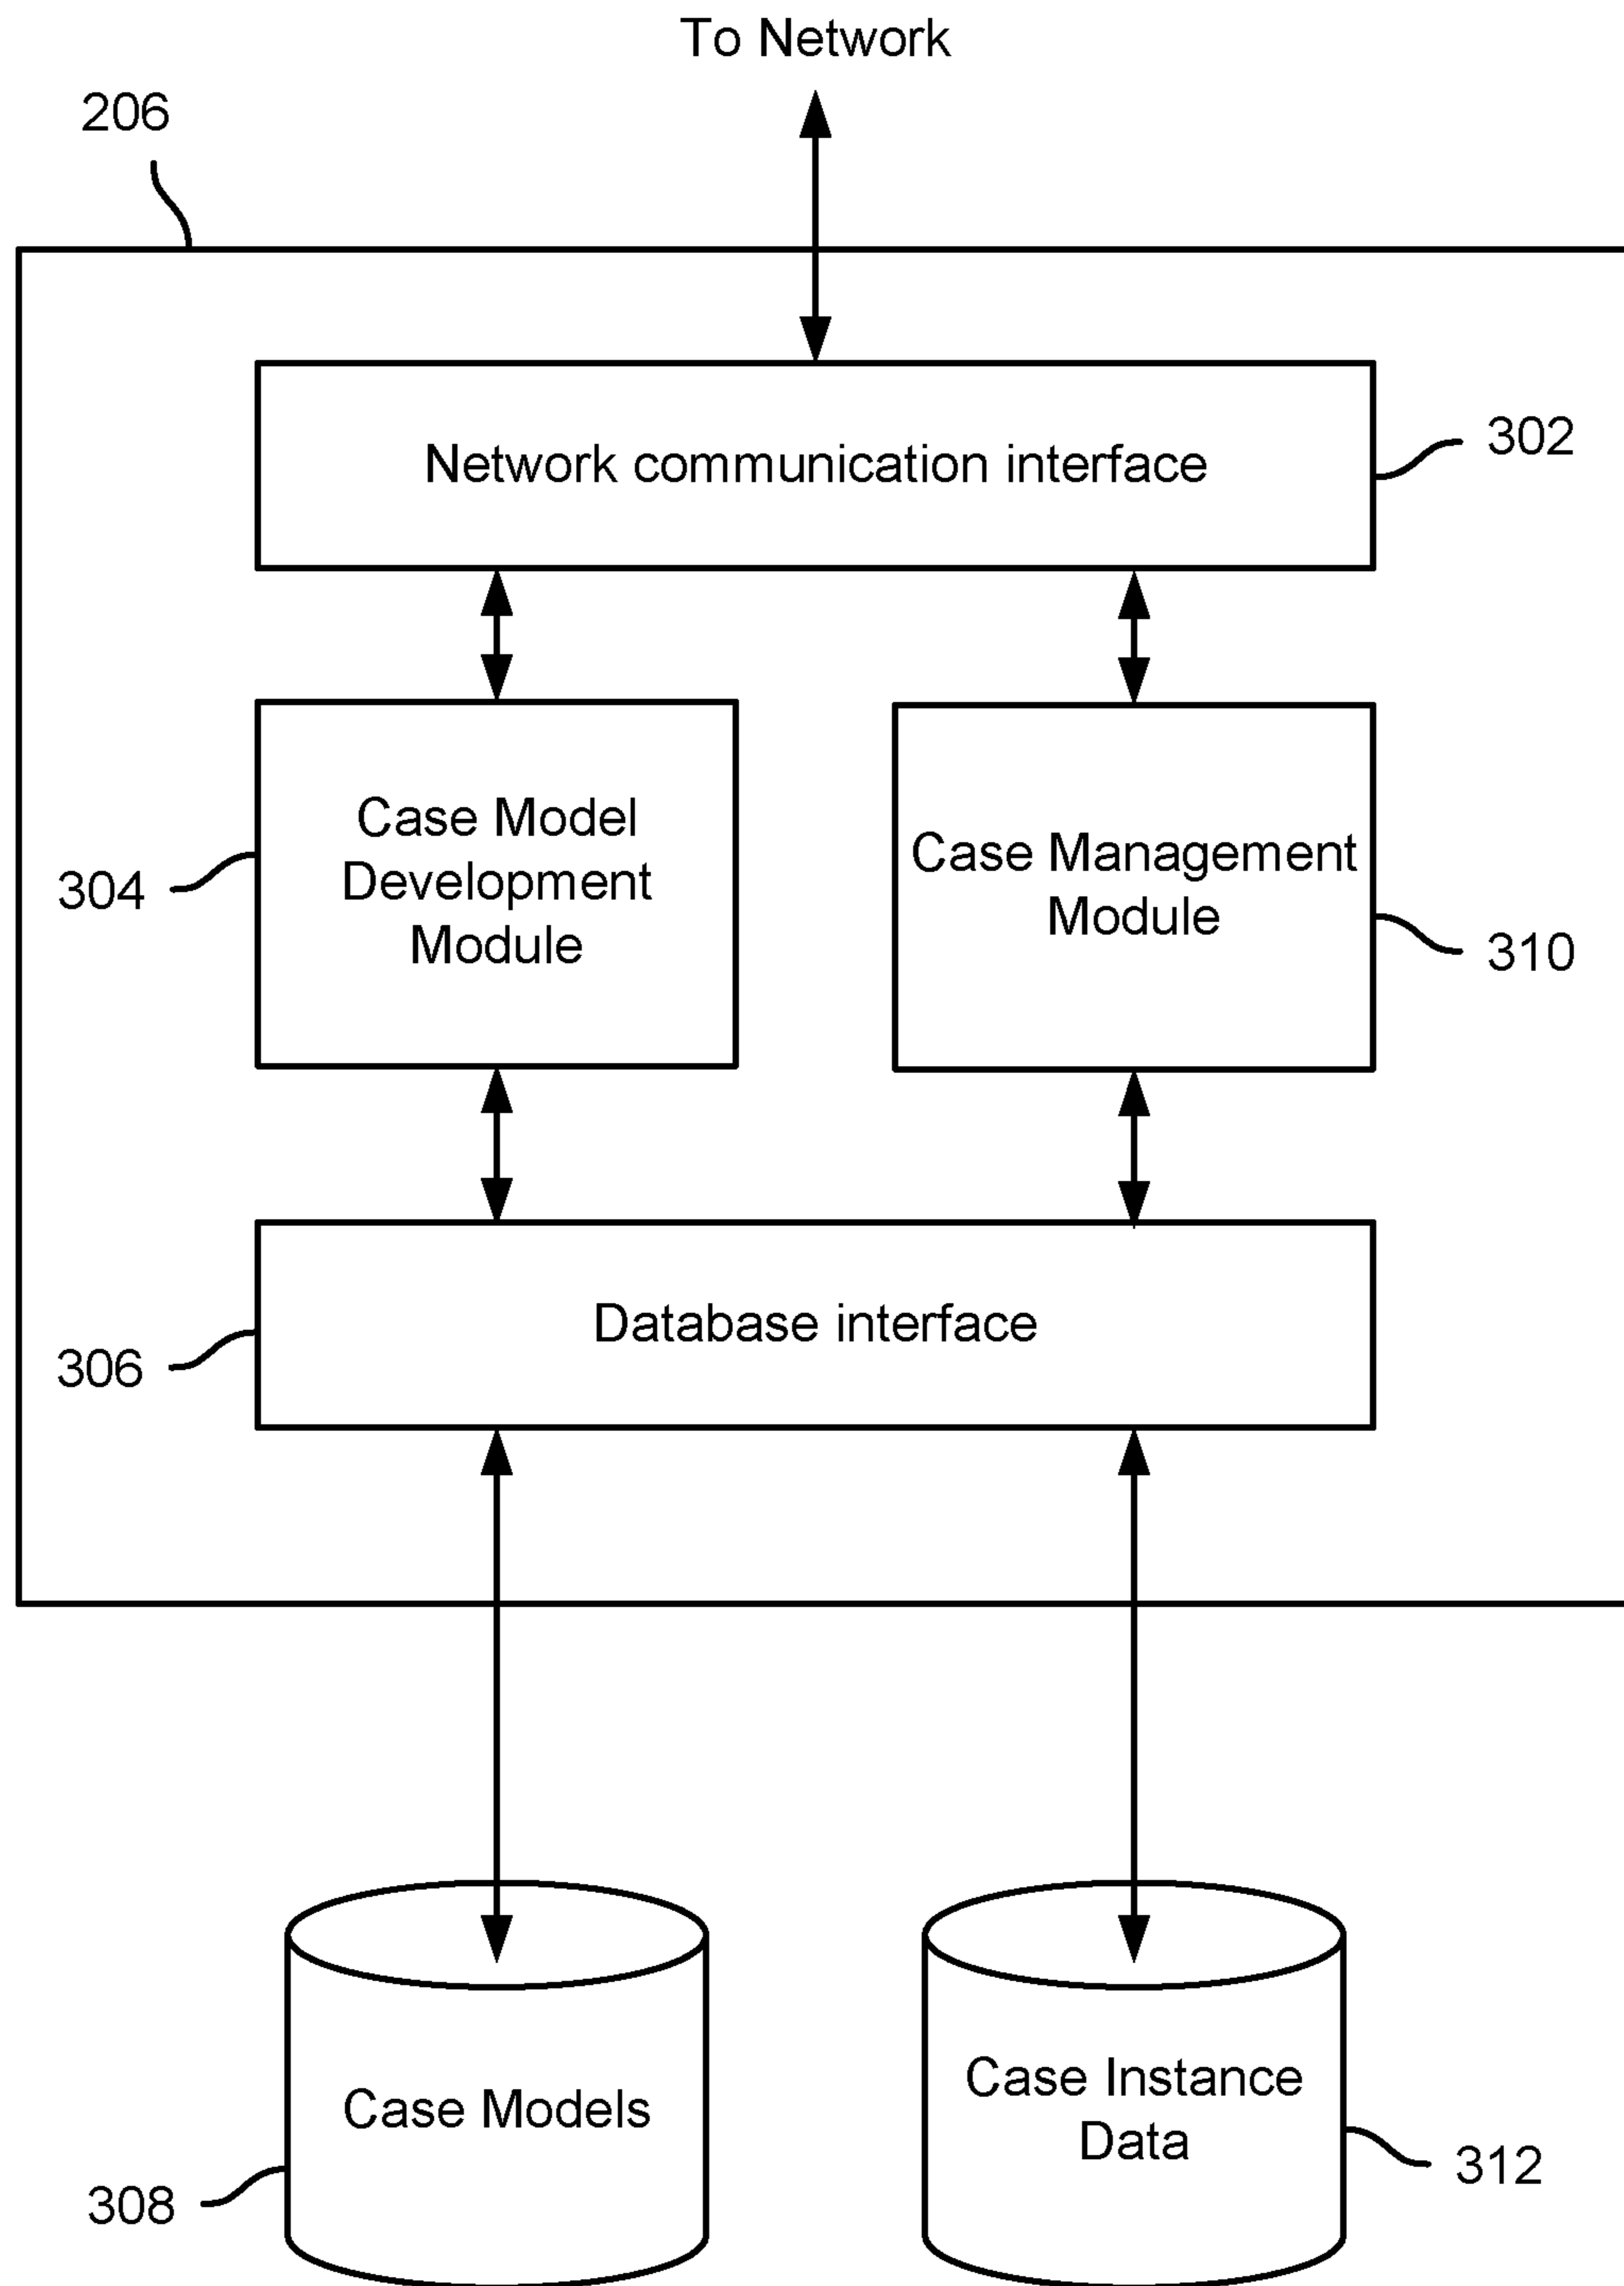 To Network
206
Network communication interface
302
Case Model
Development
Module
304
Case Management
Module
310
Database interface
306
Case Models
308
Case Instance
Data
312